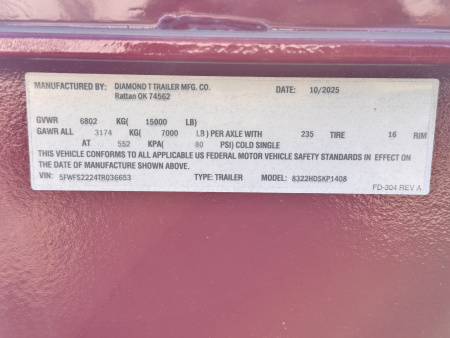 MANUFACTURED BY: DIAMOND T TRAILER MFG. CO. DATE: 10/2025
Rattan OK 74562
GVWR 6802 KG( 15000 LB)
GAWR ALL 3174 KG( 7000 LB) PER AXLE WITH 235 TIRE 16 RIM
AT 552 KPA( 80 PSI) COLD SINGLE
THIS VEHICLE CONFORMS TO ALL APPLICABLE US FEDERAL MOTOR VEHICLE SAFETY STANDARDS IN EFFECT ON
THE DATE OF MANUFACTURE SHOWN ABOVE.
VIN: 5FWFS2224TR036653 TYPE: TRAILER MODEL: 8322HDSKP1408
FD-304 REV A